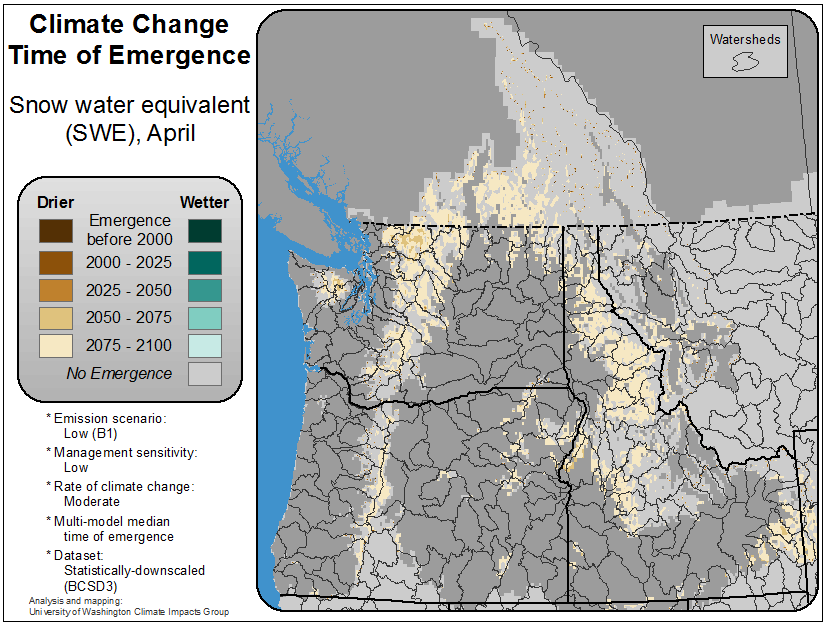 Climate Change
Time of Emergence
Snow water equivalent
(SWE), April
Drier
Wetter
Emergence
before 2000
2000 - 2025
2025 - 2050
2050 - 2075
2075 - 2100
No Emergence
* Emission scenario:
Low (B1)
* Management sensitivity:
Low
* Rate of climate change:
Moderate
* Multi-model median
time of emergence
* Dataset:
Statistically-downscaled
(BCSD3)
Analysis and mapping:
University of Washington Climate Impacts Group
Watersheds